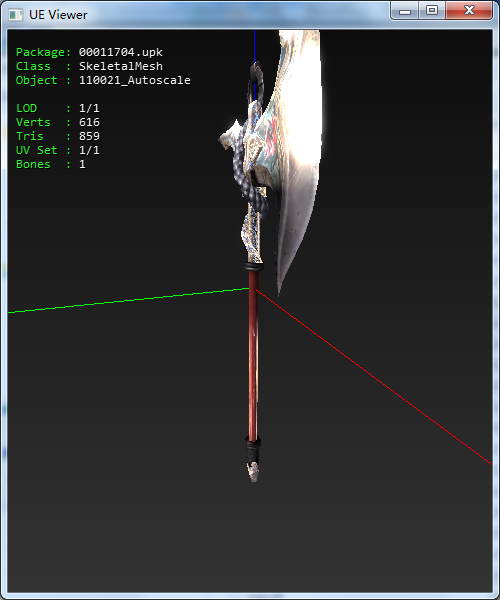 UE Viewer
Package: 00011704.upk
Class  : SkeletalMesh
Object : 110021_Autoscale
LOD    : 1/1
Verts  : 616
Tris   : 859
UV Set : 1/1
Bones  : 1